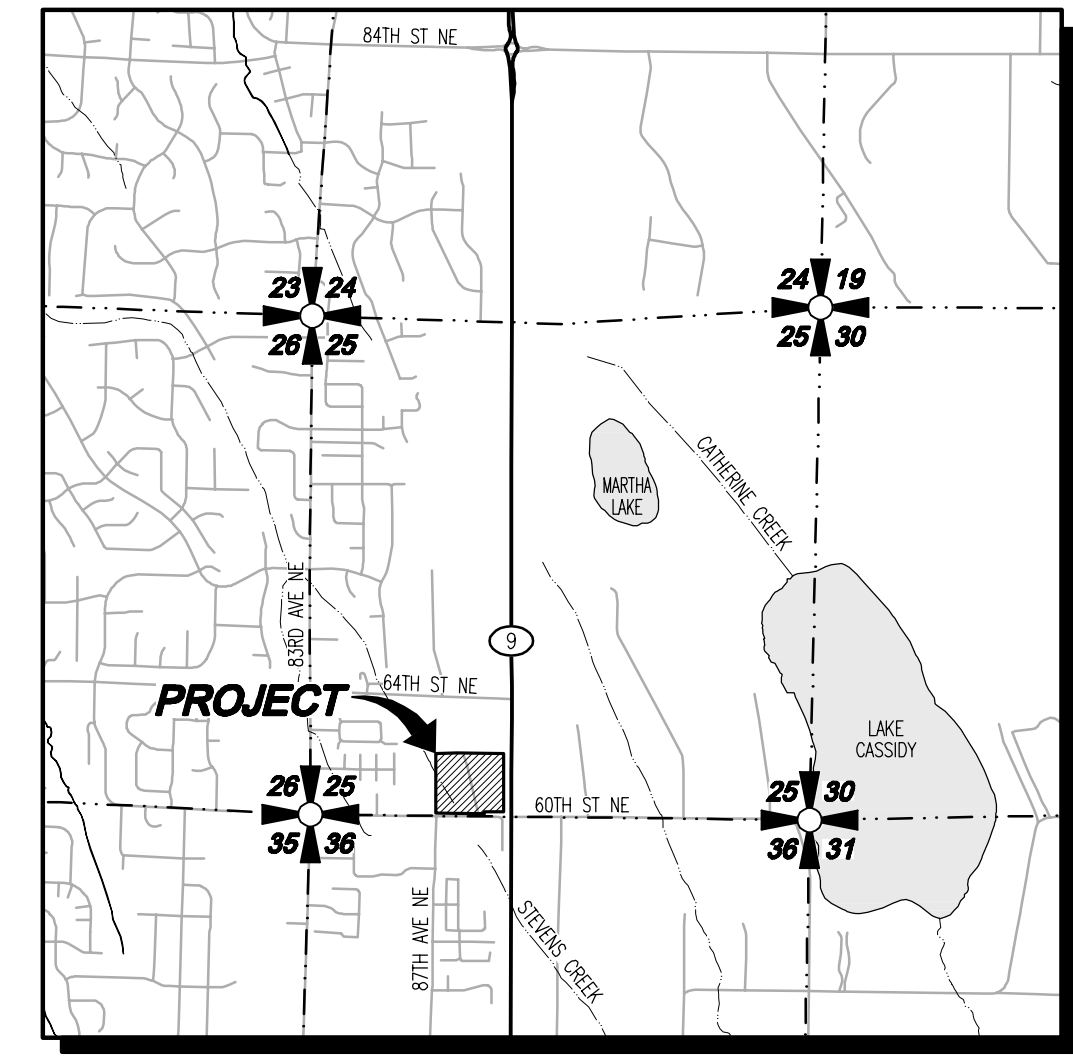 84TH ST NE
23 24
26 25
24 19
25 30
MARTHA
LAKE
CATHERINE CREEK
83RD AVE NE
9
64TH ST NE
PROJECT
LAKE
CASSIDY
26 25
35 36
60TH ST NE
25 30
36 31
87TH AVE NE
STEVENS CREEK